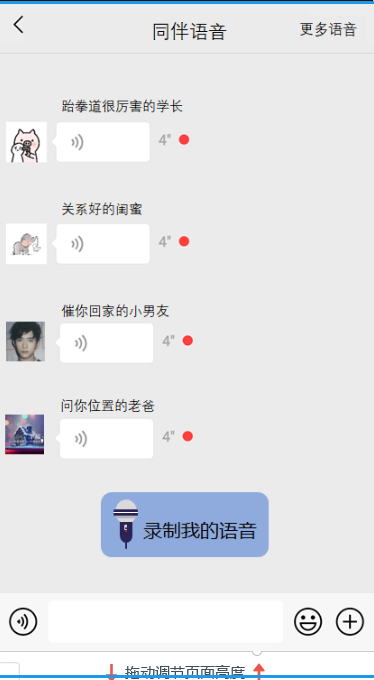 同伴语音
更多语音
跆拳道很厉害的学长
4"
关系好的闺蜜
4"
催你回家的小男友
4"
问你位置的老爸
4"
录制我的语音
拖动调节页面高度